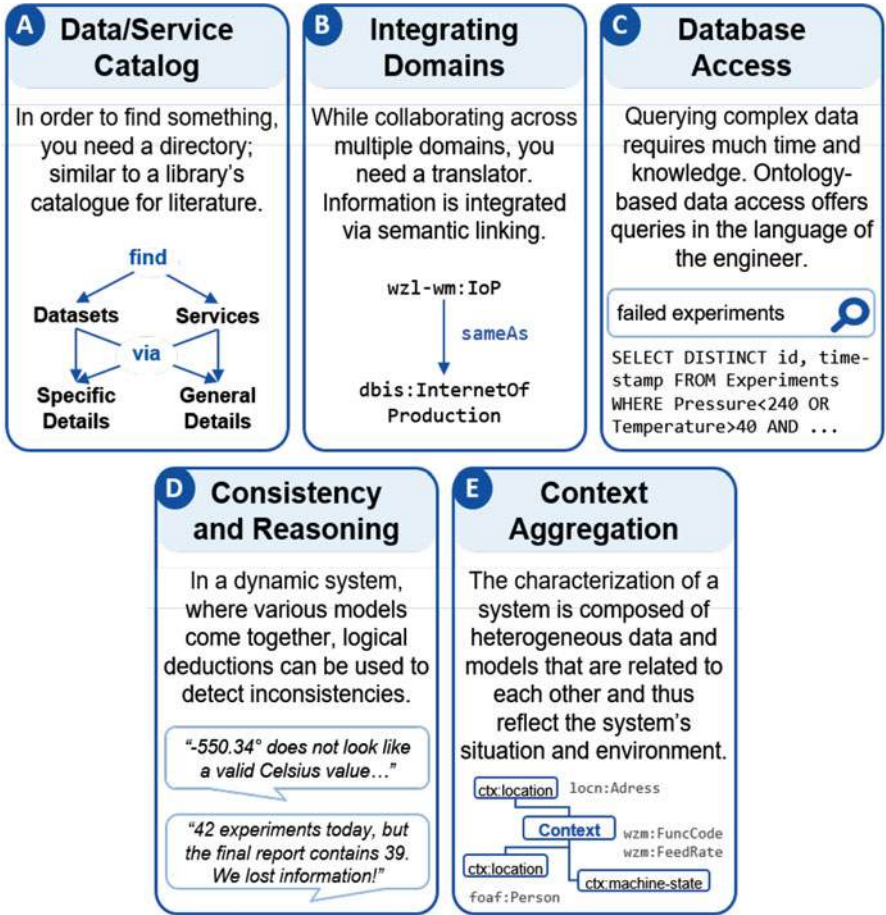 A
Data/Service
Catalog
In order to find something,
you need a directory;
similar to a library's
catalogue for literature.
find
Datasets
Services
via
Specific
Details
General
Details
B
Integrating
Domains
While collaborating across
multiple domains, you
need a translator.
Information is integrated
via semantic linking.
wzl-wm:IoP
sameAs
dbis:InternetOf
Production
C
Database
Access
Querying complex data
requires much time and
knowledge. Ontology-
based data access offers
queries in the language of
the engineer.
failed experiments
SELECT DISTINCT id, time-
stamp FROM Experiments
WHERE Pressure<240 OR
Temperature>40 AND ...
D
Consistency
and Reasoning
In a dynamic system,
where various models
come together, logical
deductions can be used to
detect inconsistencies.
“-550.34° does not look like
a valid Celsius value…”
“42 experiments today, but
the final report contains 39.
We lost information!”
E
Context
Aggregation
The characterization of a
system is composed of
heterogeneous data and
models that are related to
each other and thus
reflect the system's
situation and environment.
ctx:location
locn:Adress
Context
wzm:FuncCode
wzm:FeedRate
ctx:location
ctx:machine-state
foaf:Person